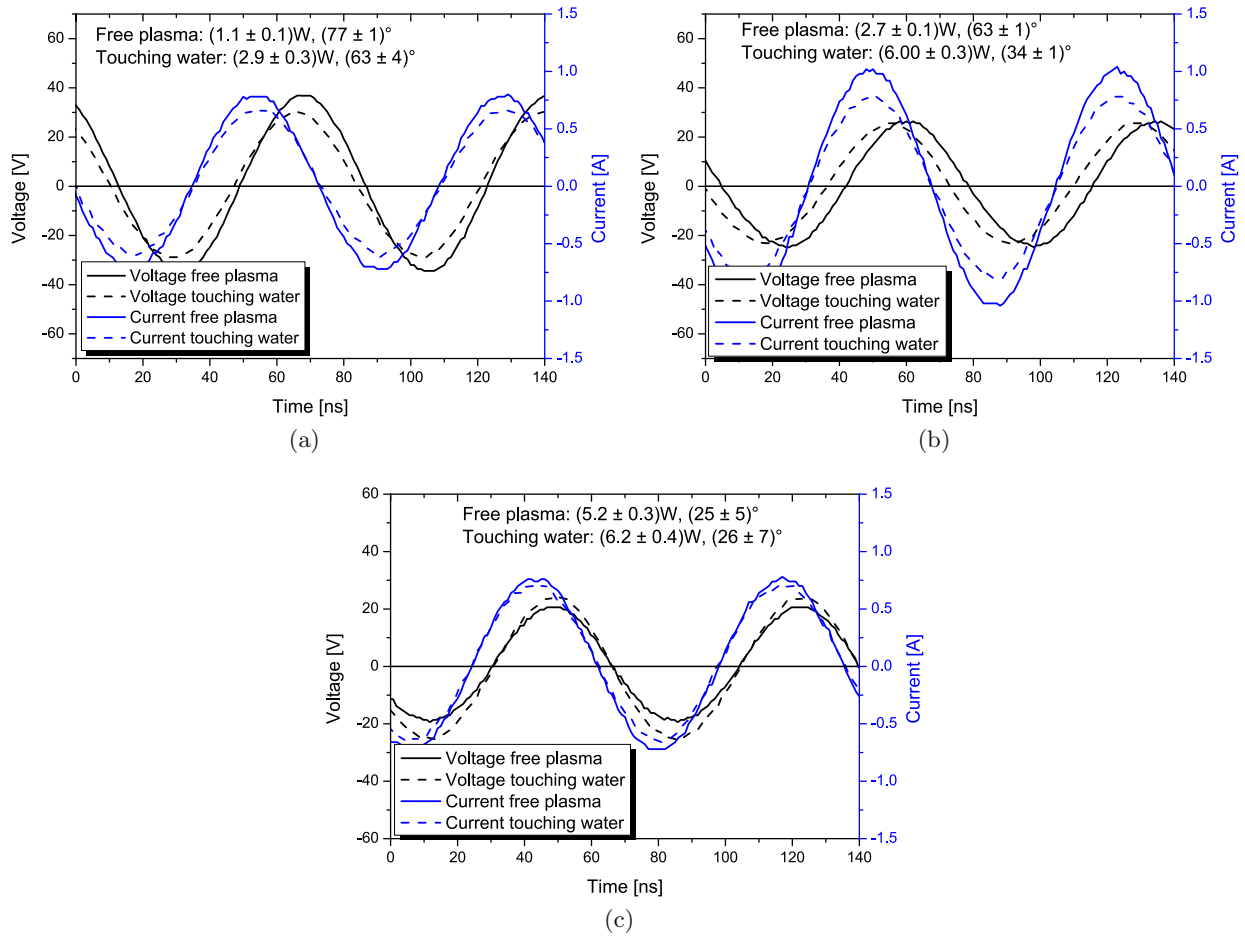 Free plasma: (1.1 ± 0.1)W, (77 ± 1)°
Touching water: (2.9 ± 0.3)W, (63 ± 4)°
60
40
20
0
-20
-40
-60
Voltage [V]
1.5
1.0
0.5
0.0
-0.5
-1.0
-1.5
Current [A]
Voltage free plasma
Voltage touching water
Current free plasma
Current touching water
0 20 40 60 80 100 120 140
Time [ns]
(a)
Free plasma: (2.7 ± 0.1)W, (63 ± 1)°
Touching water: (6.00 ± 0.3)W, (34 ± 1)°
60
40
20
0
-20
-40
-60
Voltage [V]
1.5
1.0
0.5
0.0
-0.5
-1.0
-1.5
Current [A]
Voltage free plasma
Voltage touching water
Current free plasma
Current touching water
0 20 40 60 80 100 120 140
Time [ns]
(b)
Free plasma: (5.2 ± 0.3)W, (25 ± 5)°
Touching water: (6.2 ± 0.4)W, (26 ± 7)°
60
40
20
0
-20
-40
-60
Voltage [V]
1.5
1.0
0.5
0.0
-0.5
-1.0
-1.5
Current [A]
Voltage free plasma
Voltage touching water
Current free plasma
Current touching water
0 20 40 60 80 100 120 140
Time [ns]
(c)